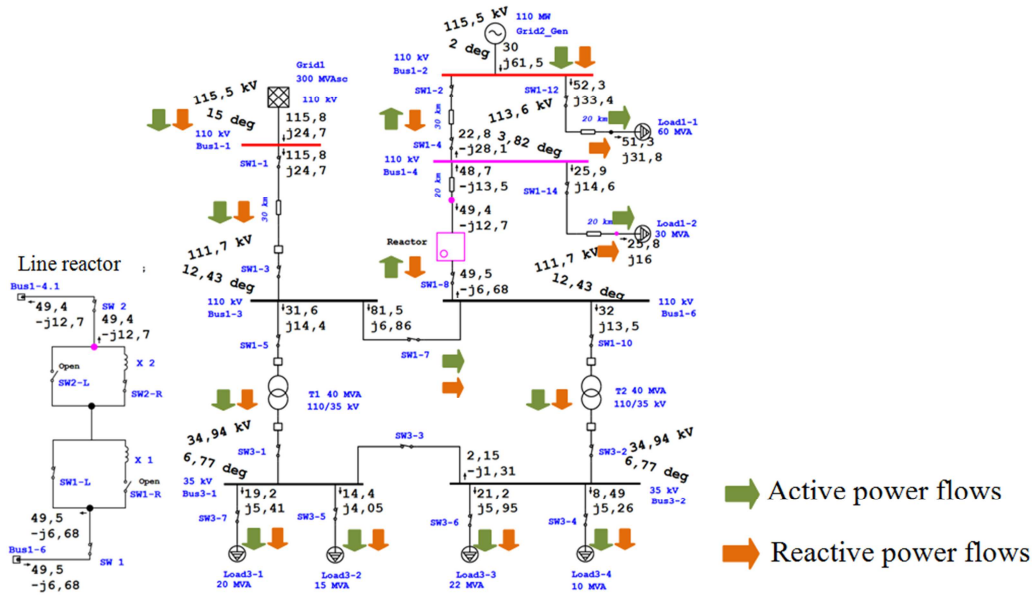 115,5 kV
2 deg
110 MW
Grid2_Gen
30
j61,5
110 kV
Bus1-2
SW1-2
SW1-12
52,3
j33,4
30 km
20 km
Load1-1
60 MVA
51,3
j31,8
Grid1
300 MVAsc
110 kV
115,5 kV
15 deg
115,8
j24,7
110 kV
Bus1-1
SW1-1
115,8
j24,7
30 km
SW1-3
111,7 kV
12,43 deg
113,6 kV
3,82 deg
SW1-4
22,8
-j28,1
110 kV
Bus1-4
48,7
-j13,5
20 km
49,4
-j12,7
25,9
j14,6
SW1-14
20 km
Load1-2
30 MVA
25,8
j16
Reactor
SW1-8
49,5
-j6,68
111,7 kV
12,43 deg
110 kV
Bus1-3
31,6
j14,4
81,5
j6,86
SW1-5
SW1-7
110 kV
Bus1-6
32
j13,5
SW1-10
T1 40 MVA
110/35 kV
T2 40 MVA
110/35 kV
34,94 kV
6,77 deg
SW3-1
SW3-3
2,15
-j1,31
SW3-2
34,94 kV
6,77 deg
35 kV
Bus3-1
19,2
j5,41
SW3-7
14,4
j4,05
SW3-5
21,2
j5,95
SW3-6
8,49
j5,26
SW3-4
35 kV
Bus3-2
Load3-1
20 MVA
Load3-2
15 MVA
Load3-3
22 MVA
Load3-4
10 MVA
Line reactor ;
Bus1-4.1
49,4
-j12,7
SW 2
49,4
-j12,7
Open
SW2-L
X 2
SW2-R
SW1-L
X 1
Open
SW1-R
49,5
-j6,68
Bus1-6
49,5
-j6,68
SW 1
Active power flows
Reactive power flows